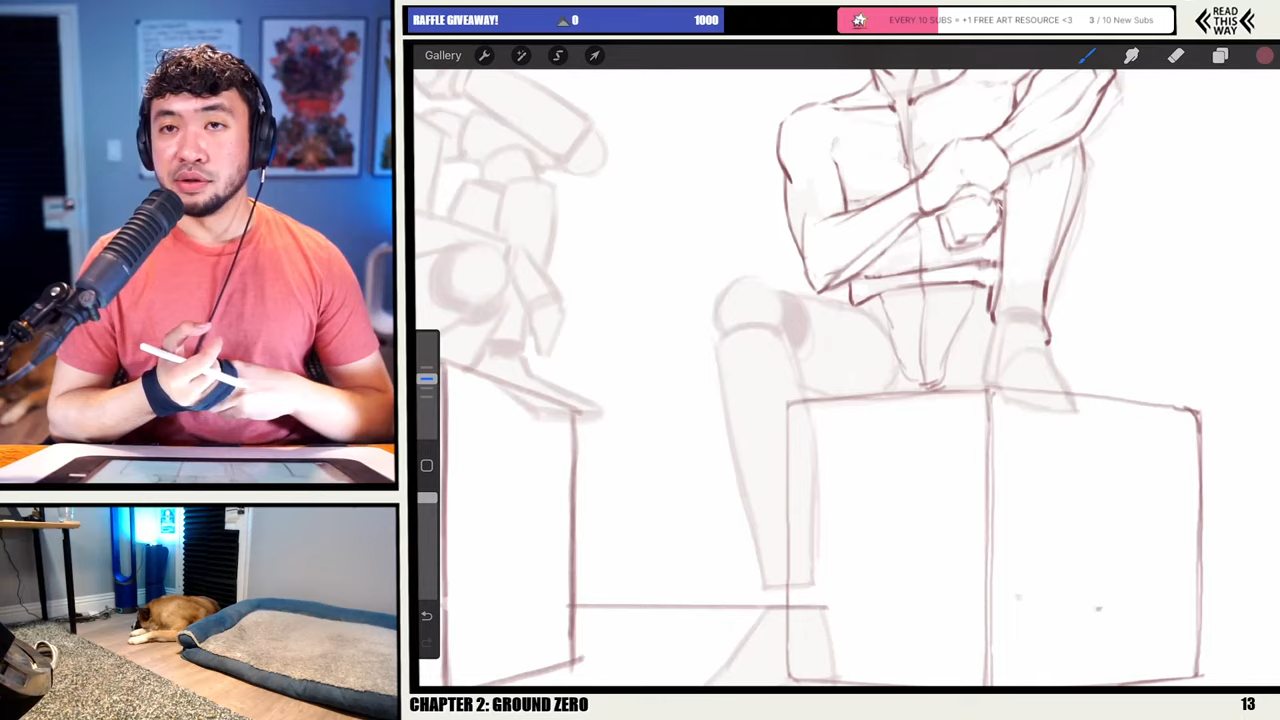 RAFFLE GIVEAWAY!
0
1000
EVERY 10 SUBS = +1 FREE ART RESOURCE <3
3 / 10 New Subs
READ
THIS
WAY
Gallery
CHAPTER 2: GROUND ZERO
13